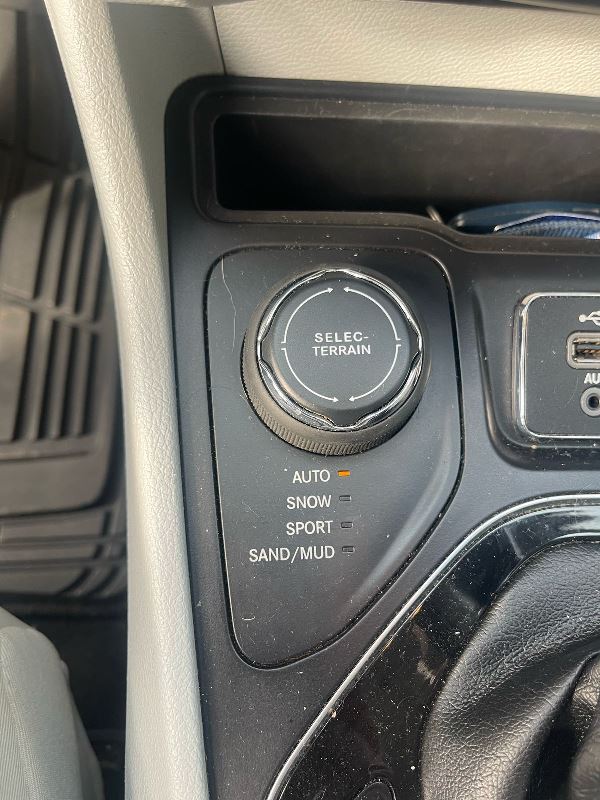 SELEC-
TERRAIN
AUTO
SNOW
SPORT
SAND/MUD